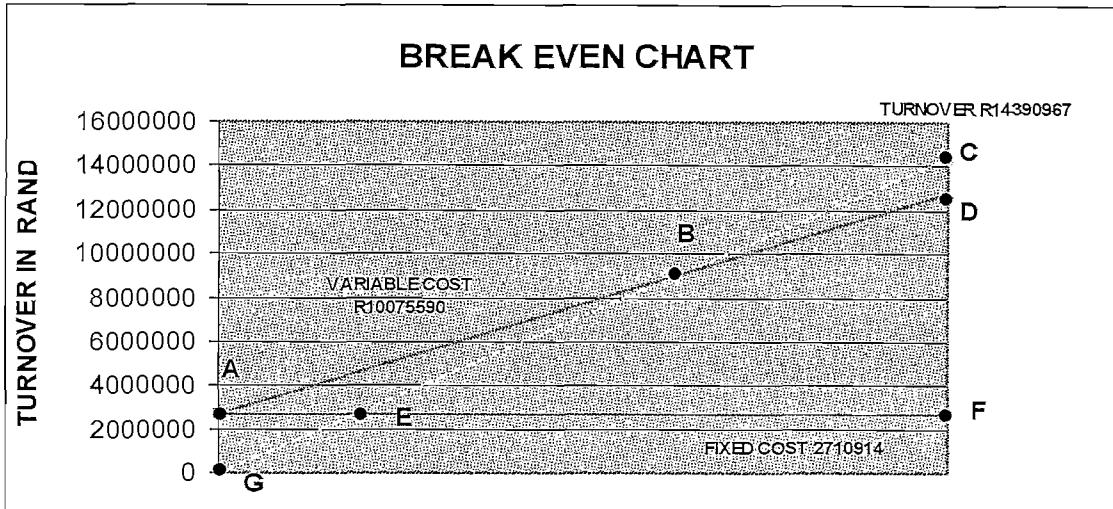 BREAK EVEN CHART
TURNOVER R14390967
TURNOVER IN RAND
16000000
14000000
12000000
10000000
8000000
6000000
4000000
2000000
0
C
D
B
VARIABLE COST
R10075590
A
E
F
FIXED COST 2710914
G